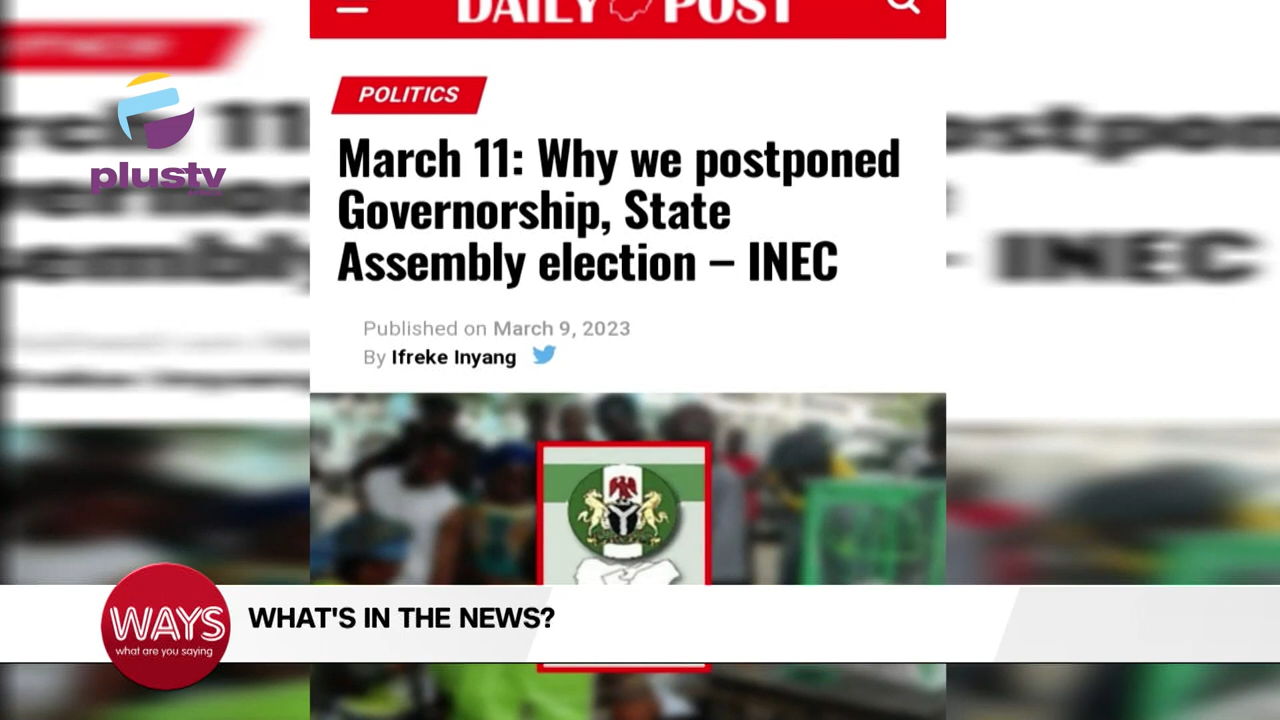 DAILY POST
POLITICS
plustv
March 11: Why we postponed
Governorship, State
Assembly election – INEC
Published on March 9, 2023
By Ifreke Inyang
WAYS
what are you saying
WHAT'S IN THE NEWS?